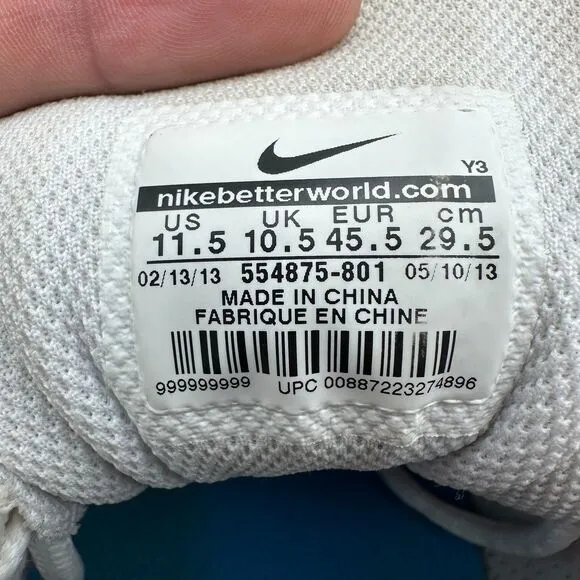 Y3
nikebetterworld.com
US UK EUR cm
11.5 10.5 45.5 29.5
02/13/13 554875-801 05/10/13
MADE IN CHINA
FABRIQUE EN CHINE
999999999 UPC 00887223274896